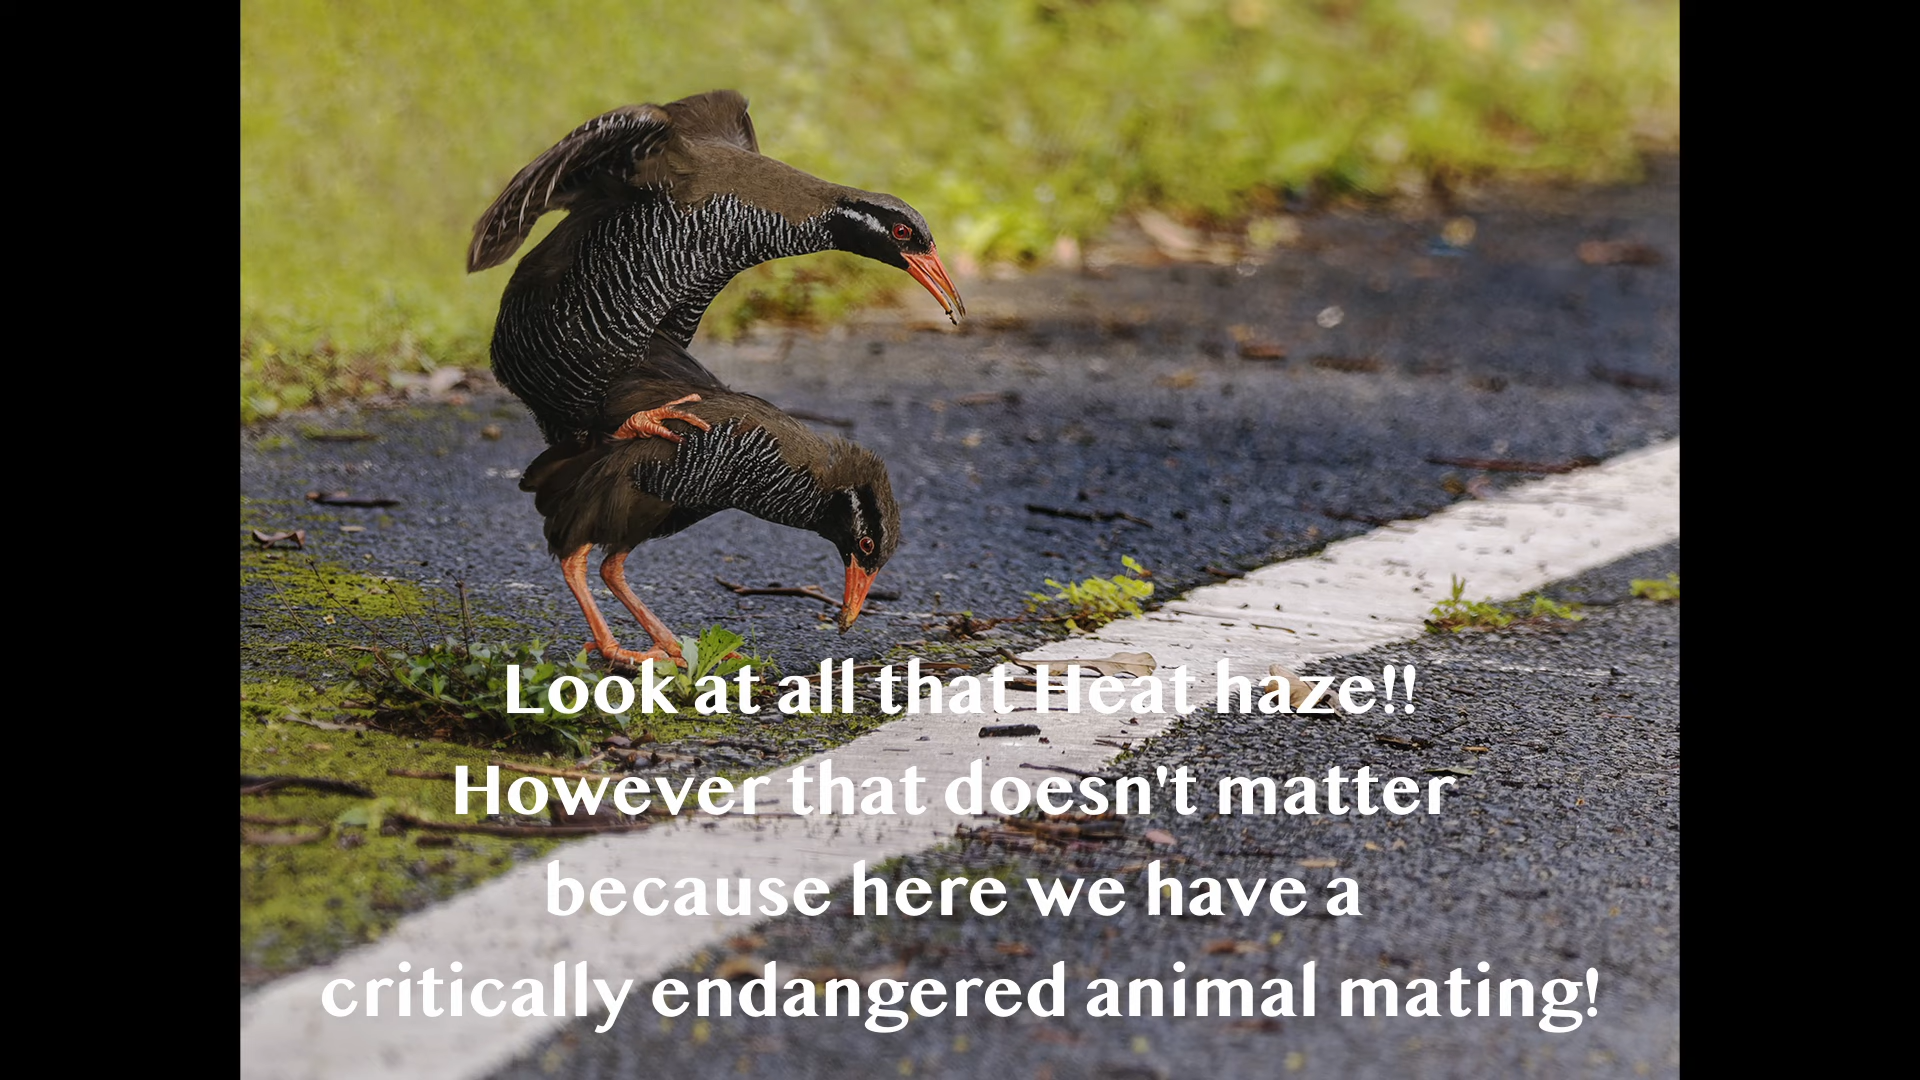 Look at all that Heat haze!!
However that doesn't matter
because here we have a
critically endangered animal mating!